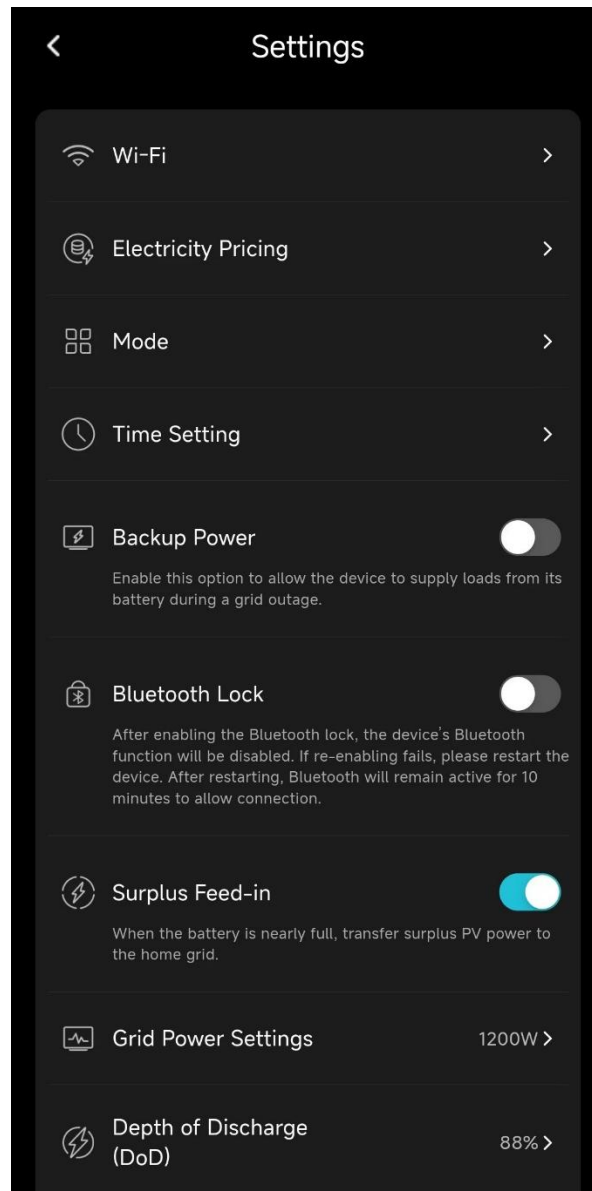 Settings
Wi-Fi
Electricity Pricing
Mode
Time Setting
Backup Power
Enable this option to allow the device to supply loads from its
battery during a grid outage.
Bluetooth Lock
After enabling the Bluetooth lock, the device's Bluetooth
function will be disabled. If re-enabling fails, please restart the
device. After restarting, Bluetooth will remain active for 10
minutes to allow connection.
Surplus Feed-in
When the battery is nearly full, transfer surplus PV power to
the home grid.
Grid Power Settings 1200W
Depth of Discharge
(DoD) 88%